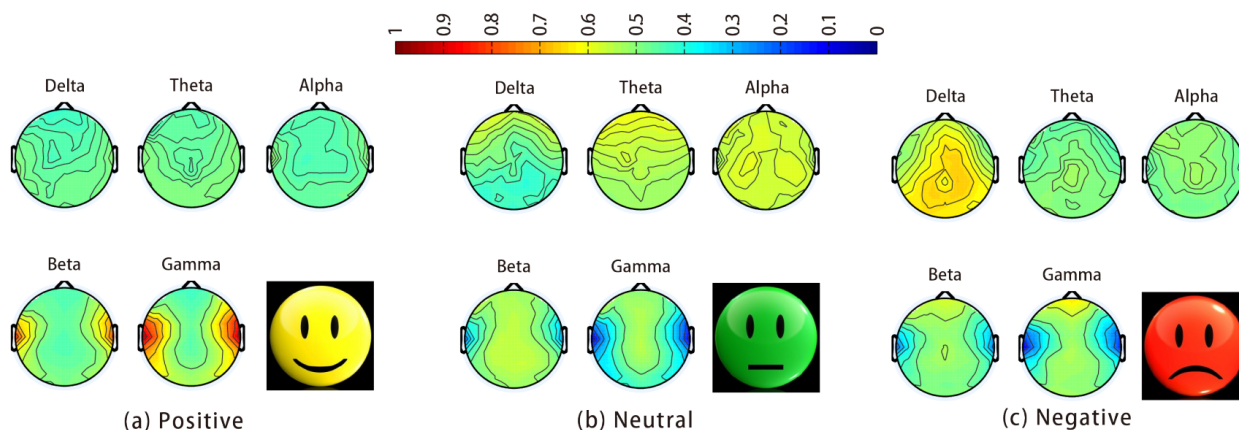 1 0.9 0.8 0.7 0.6 0.5 0.4 0.3 0.2 0.1 0
Delta Theta Alpha
Beta Gamma
(a) Positive
Delta Theta Alpha
Beta Gamma
(b) Neutral
Delta Theta Alpha
Beta Gamma
(c) Negative